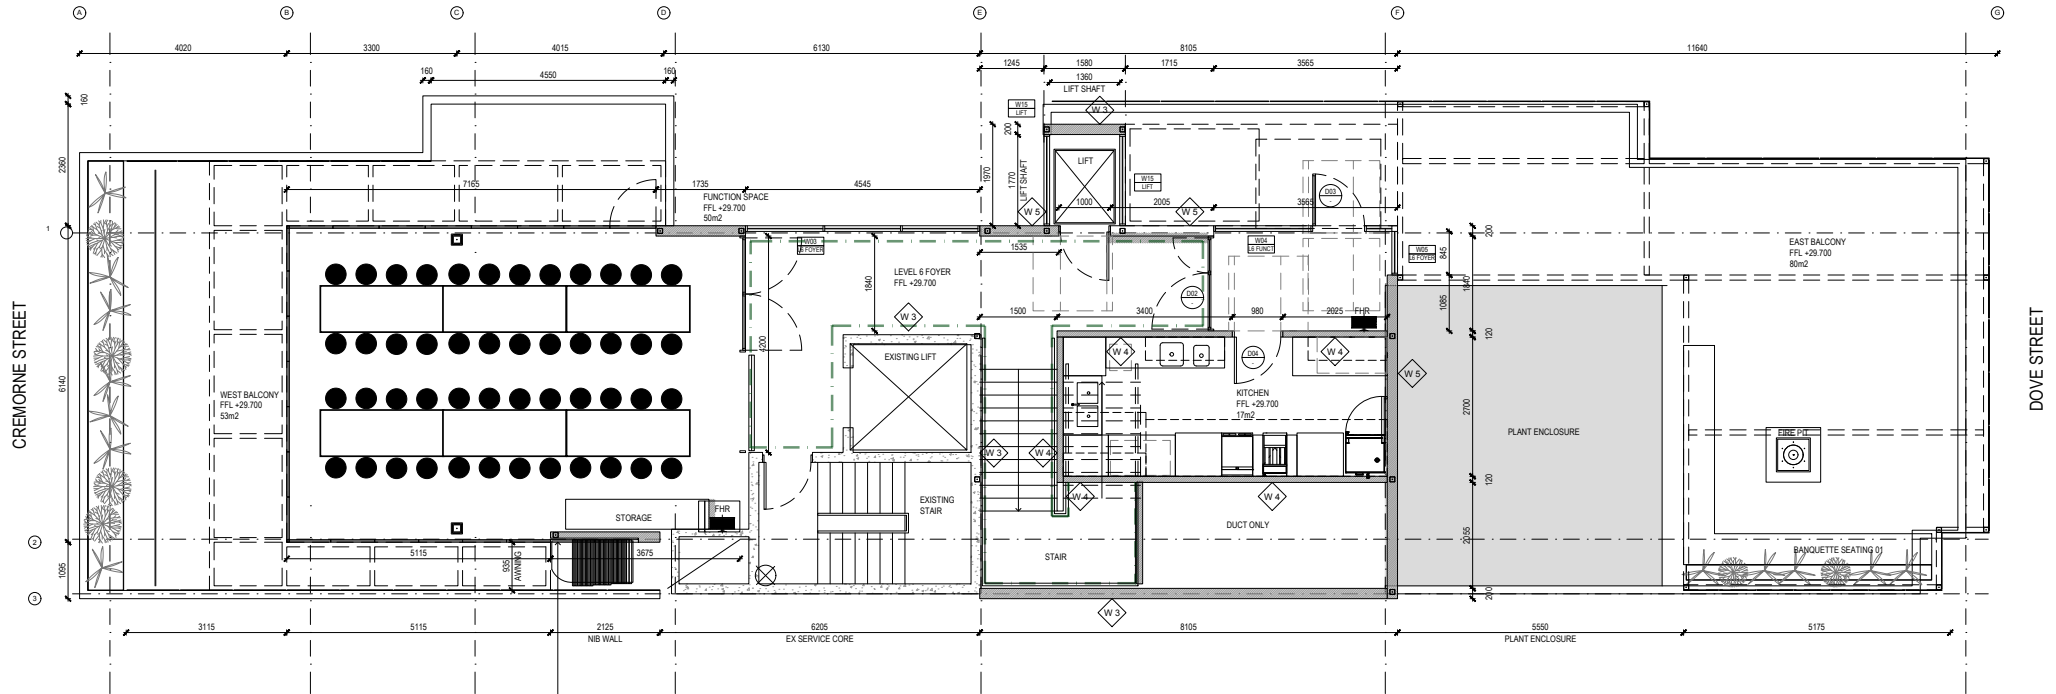 A B C D E F G
4020 3300 4015 6130 8105 11640
160 4550 160
1245 1580 1715 3565
1360
LIFT SHAFT
160
2360
6140
1095
1
2
3
CREMORNE STREET
DOVE STREET
W15
LIFT
W 3
200
1970
1770
LIFT SHAFT
LIFT
W15
LIFT
D03
-
7165 1735 4545
FUNCTION SPACE
FFL +29.700
50m2
W 5
1000 2005 3565
W 5
W03
L6 FOYER
1535
W04
L6 FUNCT
W05
L6 FOYER
845
200
EAST BALCONY
FFL +29.700
80m2
LEVEL 6 FOYER
FFL +29.700
1840
1840
1085
D02
-
W 3
1500 3400 980 2025
FHR
120
4200
EXISTING LIFT
W 4
D04
-
W 4
W 5
WEST BALCONY
FFL +29.700
53m2
KITCHEN
FFL +29.700
17m2
2700
PLANT ENCLOSURE
FIRE PIT
W 3
W 4
120
W 4
W 4
STORAGE
FHR
EXISTING
STAIR
DUCT ONLY
2055
5115 3675
935
AWNING
STAIR
BANQUETTE SEATING 01
200
W 3
3115 5115 2125 6205 8105 5550 5175
NIB WALL EX SERVICE CORE PLANT ENCLOSURE